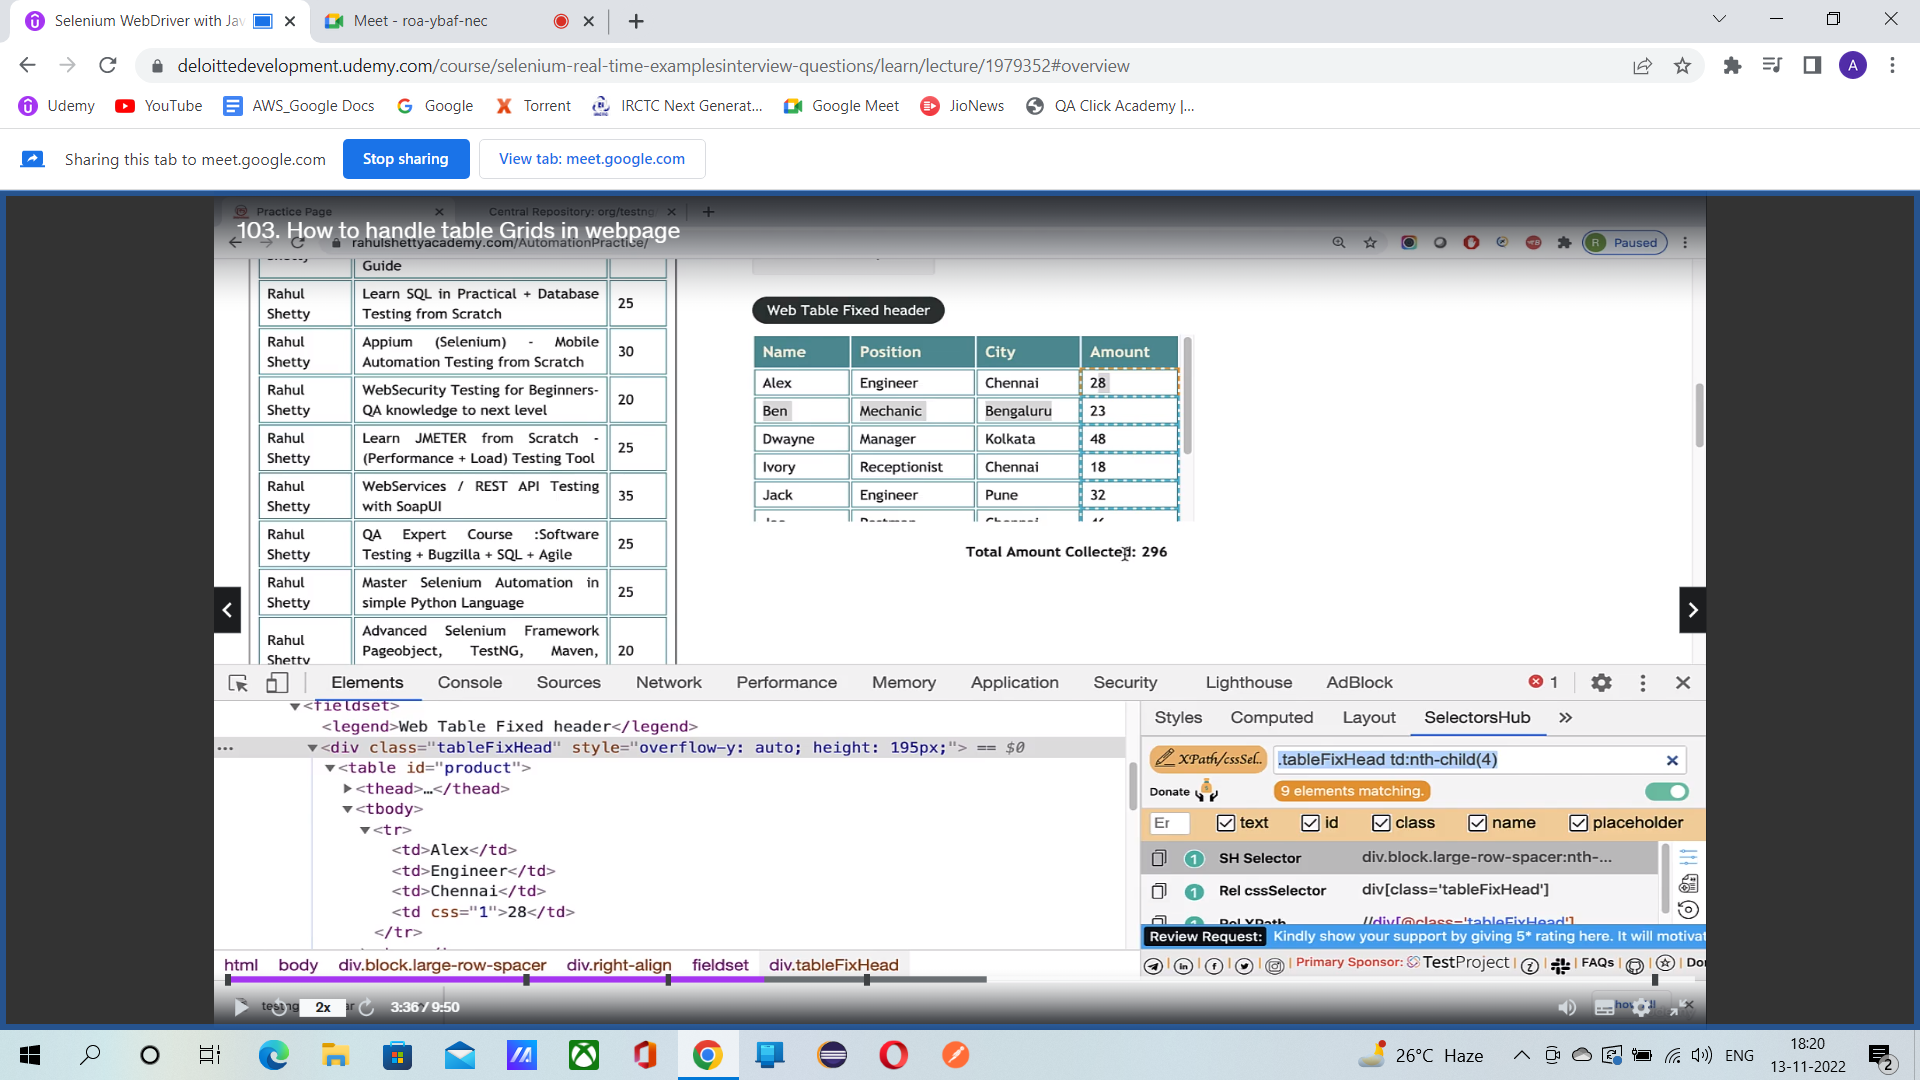 Selenium WebDriver with Jav
Meet - roa-ybaf-nec
deloittedevelopment.udemy.com/course/selenium-real-time-examplesinterview-questions/learn/lecture/1979352#overview
A
Udemy YouTube AWS_Google Docs Google Torrent IRCTC Next Generat... Google Meet JioNews QA Click Academy |...
Sharing this tab to meet.google.com Stop sharing View tab: meet.google.com
Practice Page Central Repository: org/testng
103. How to handle table Grids in webpage
rahulshettyacademy.com/AutomationPractice/ R Paused
Guide
Rahul Shetty Learn SQL in Practical + Database Testing from Scratch 25
Rahul Shetty Appium (Selenium) - Mobile Automation Testing from Scratch 30
Rahul Shetty WebSecurity Testing for Beginners-QA knowledge to next level 20
Rahul Shetty Learn JMETER from Scratch - (Performance + Load) Testing Tool 25
Rahul Shetty WebServices / REST API Testing with SoapUI 35
Rahul Shetty QA Expert Course :Software Testing + Bugzilla + SQL + Agile 25
Rahul Shetty Master Selenium Automation in simple Python Language 25
Rahul Shetty Advanced Selenium Framework Pageobject, TestNG, Maven, 20
Web Table Fixed header
Name Position City Amount
Alex Engineer Chennai 28
Ben Mechanic Bengaluru 23
Dwayne Manager Kolkata 48
Ivory Receptionist Chennai 18
Jack Engineer Pune 32
Total Amount Collected: 296
Elements Console Sources Network Performance Memory Application Security Lighthouse AdBlock 1
<fieldset>
<legend>Web Table Fixed header</legend>
<div class="tableFixHead" style="overflow-y: auto; height: 195px;"> == $0
<table id="product">
<thead>…</thead>
<tbody>
<tr>
<td>Alex</td>
<td>Engineer</td>
<td>Chennai</td>
<td css="1">28</td>
</tr>
html body div.block.large-row-spacer div.right-align fieldset div.tableFixHead
Styles Computed Layout SelectorsHub »
XPath/cssSel.. .tableFixHead td:nth-child(4)
Donate 9 elements matching.
Er text id class name placeholder
1 SH Selector div.block.large-row-spacer:nth-...
1 Rel cssSelector div[class='tableFixHead']
Rel XPath //div[@class='tableFixHead']
Review Request: Kindly show your support by giving 5* rating here. It will motivat
Primary Sponsor: TestProject | FAQs Don
testng 2x ar 3:36 / 9:50
26°C Haze ENG 18:20
13-11-2022 2